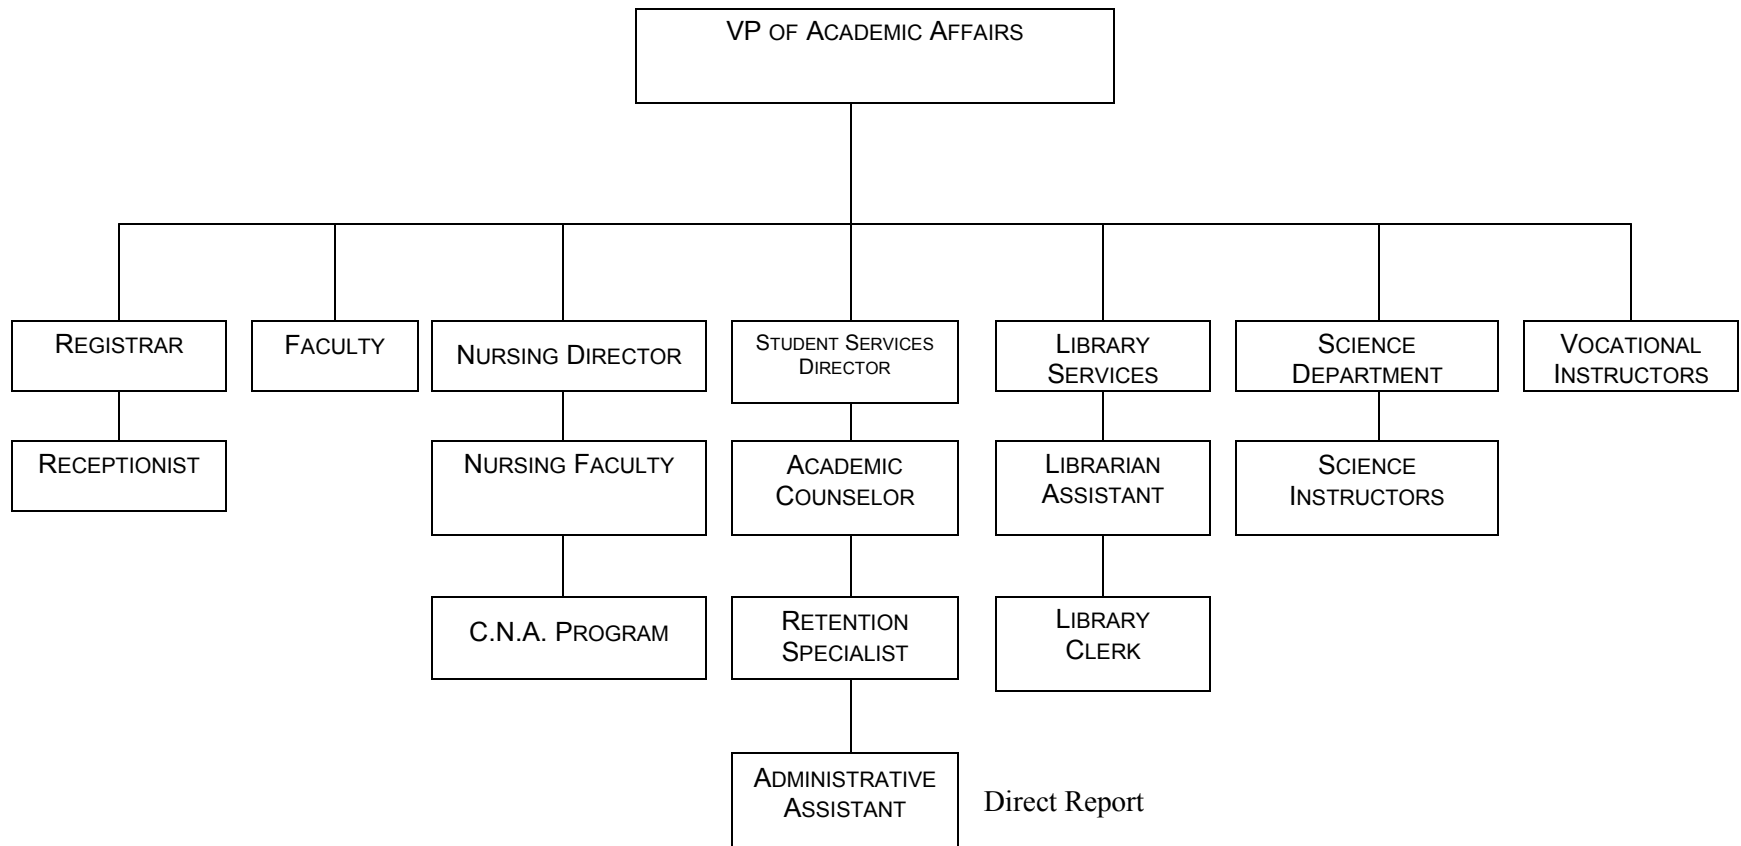 VP OF ACADEMIC AFFAIRS
REGISTRAR
FACULTY
NURSING DIRECTOR
STUDENT SERVICES
DIRECTOR
LIBRARY
SERVICES
SCIENCE
DEPARTMENT
VOCATIONAL
INSTRUCTORS
RECEPTIONIST
NURSING FACULTY
ACADEMIC
COUNSELOR
LIBRARIAN
ASSISTANT
SCIENCE
INSTRUCTORS
C.N.A. PROGRAM
RETENTION
SPECIALIST
LIBRARY
CLERK
ADMINISTRATIVE
ASSISTANT
Direct Report